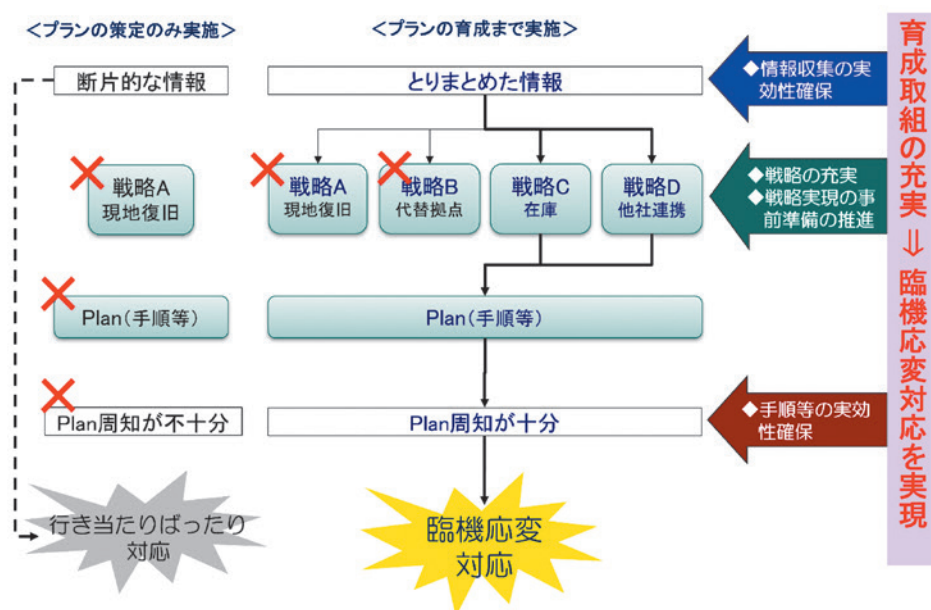 <プランの策定のみ実施>
<プランの育成まで実施>
断片的な情報
とりまとめた情報
◆情報収集の実
効性確保
戦略A
現地復旧
戦略A
現地復旧
戦略B
代替拠点
戦略C
在庫
戦略D
他社連携
◆戦略の充実
◆戦略実現の事
前準備の推進
Plan(手順等)
Plan(手順等)
Plan周知が不十分
Plan周知が十分
◆手順等の実効
性確保
行き当たりばったり
対応
臨機応変
対応
育成取組の充実⇒臨機応変対応を実現